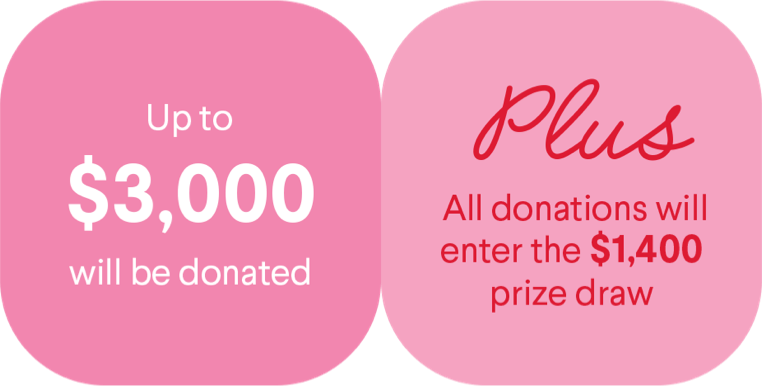 Up to
$3,000
will be donated
Plus
All donations will
enter the $1,400
prize draw